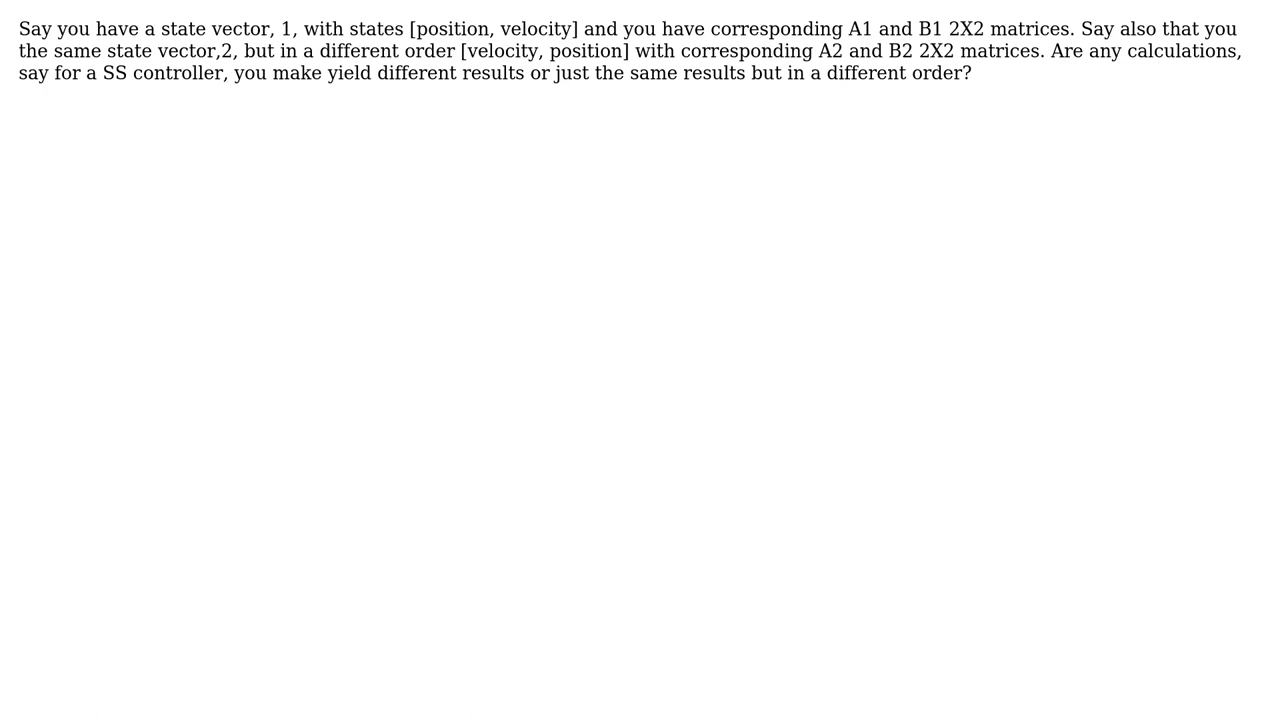 Say you have a state vector, 1, with states [position, velocity] and you have corresponding A1 and B1 2X2 matrices. Say also that you
the same state vector,2, but in a different order [velocity, position] with corresponding A2 and B2 2X2 matrices. Are any calculations,
say for a SS controller, you make yield different results or just the same results but in a different order?